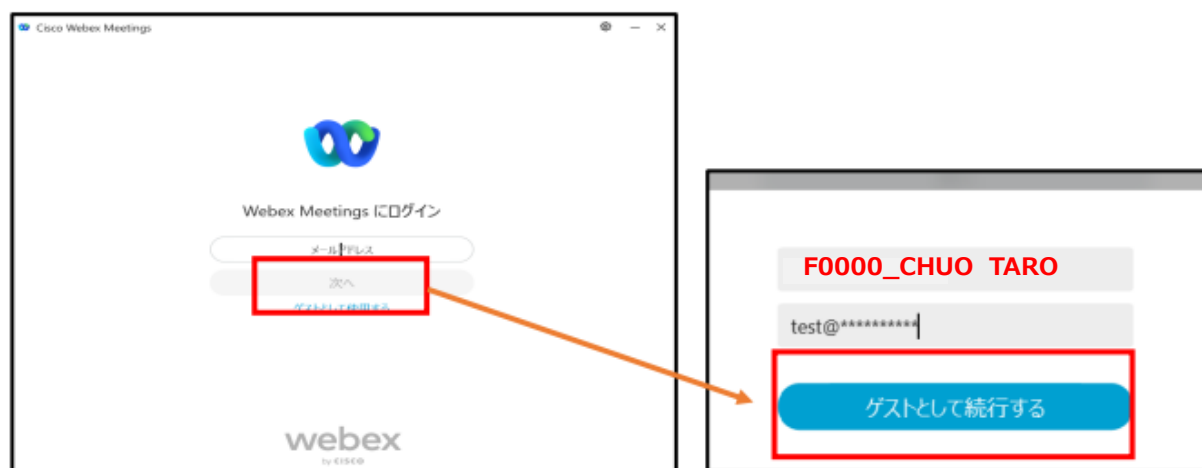 Cisco Webex Meetings
Webex Meetings にログイン
メールアドレス
次へ
ゲストとして使用する
webex
by CISCO
F0000_CHUO TARO
test@**********
ゲストとして続行する